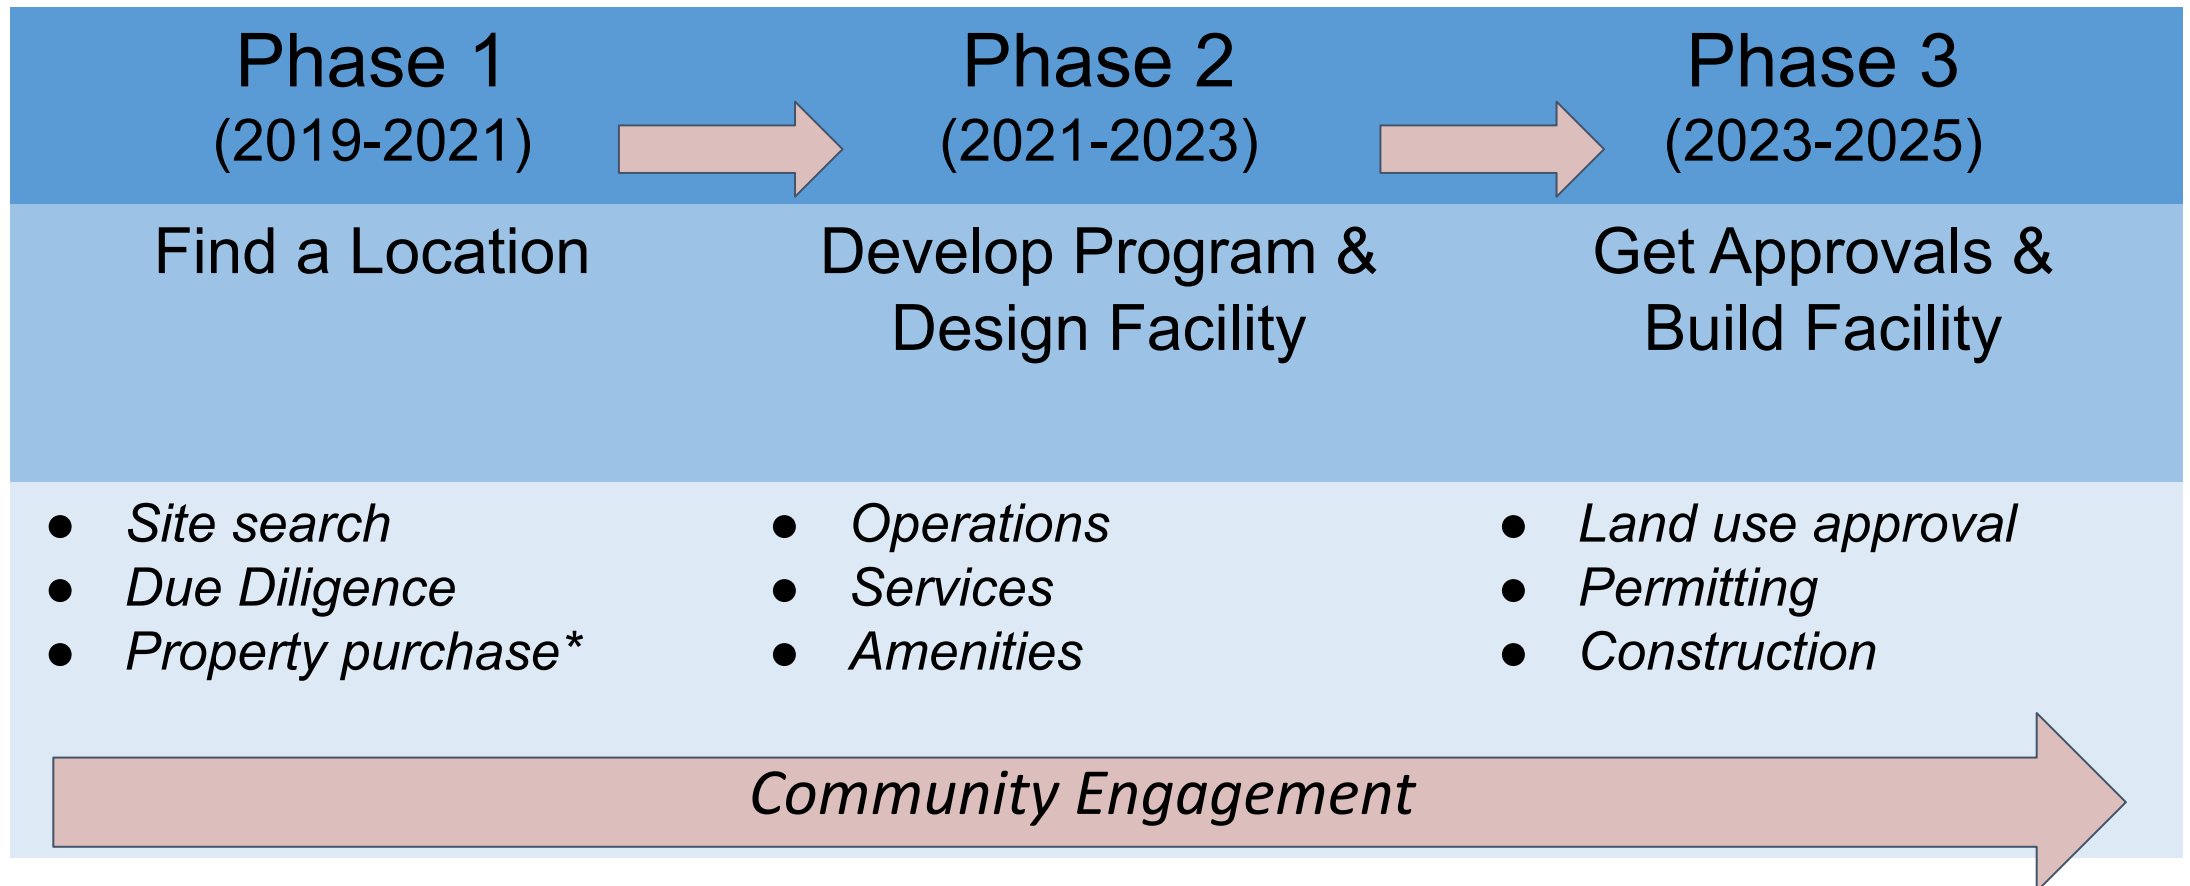 Phase 1
(2019-2021)
Phase 2
(2021-2023)
Phase 3
(2023-2025)
Find a Location
Develop Program &
Design Facility
Get Approvals &
Build Facility
● Site search
● Due Diligence
● Property purchase*
● Operations
● Services
● Amenities
● Land use approval
● Permitting
● Construction
Community Engagement